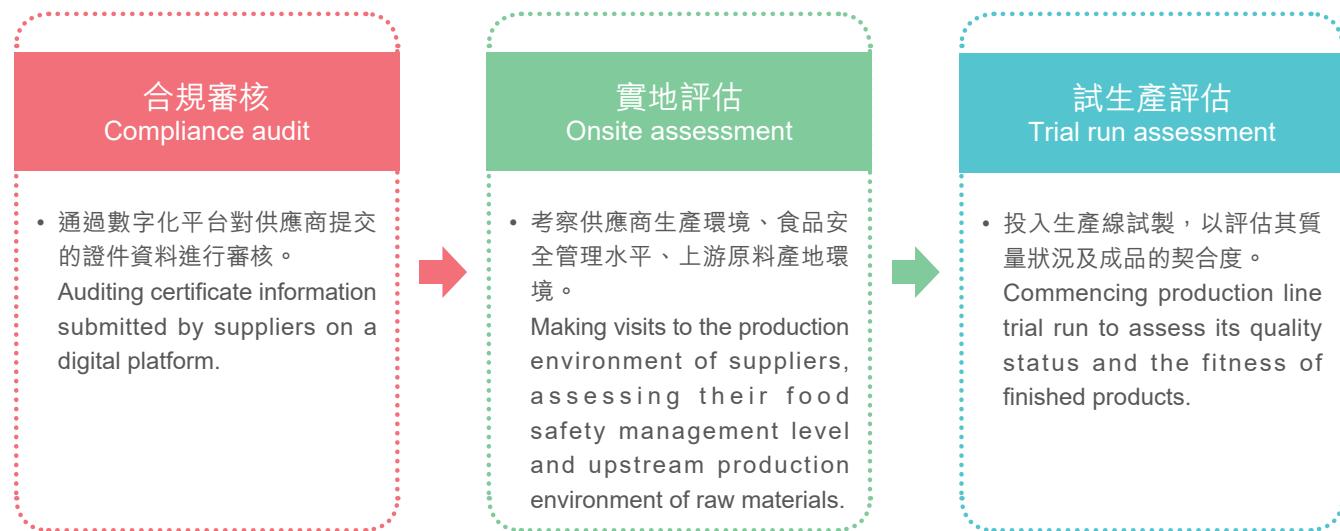 合規審核
Compliance audit
• 通過數字化平台對供應商提交
的證件資料進行審核。
Auditing certificate information
submitted by suppliers on a
digital platform.
實地評估
Onsite assessment
• 考察供應商生產環境、食品安
全管理水平、上游原料產地環
境。
Making visits to the production
environment of suppliers,
assessing their food
safety management level
and upstream production
environment of raw materials.
試生產評估
Trial run assessment
• 投入生產線試製，以評估其質
量狀況及成品的契合度。
Commencing production line
trial run to assess its quality
status and the fitness of
finished products.